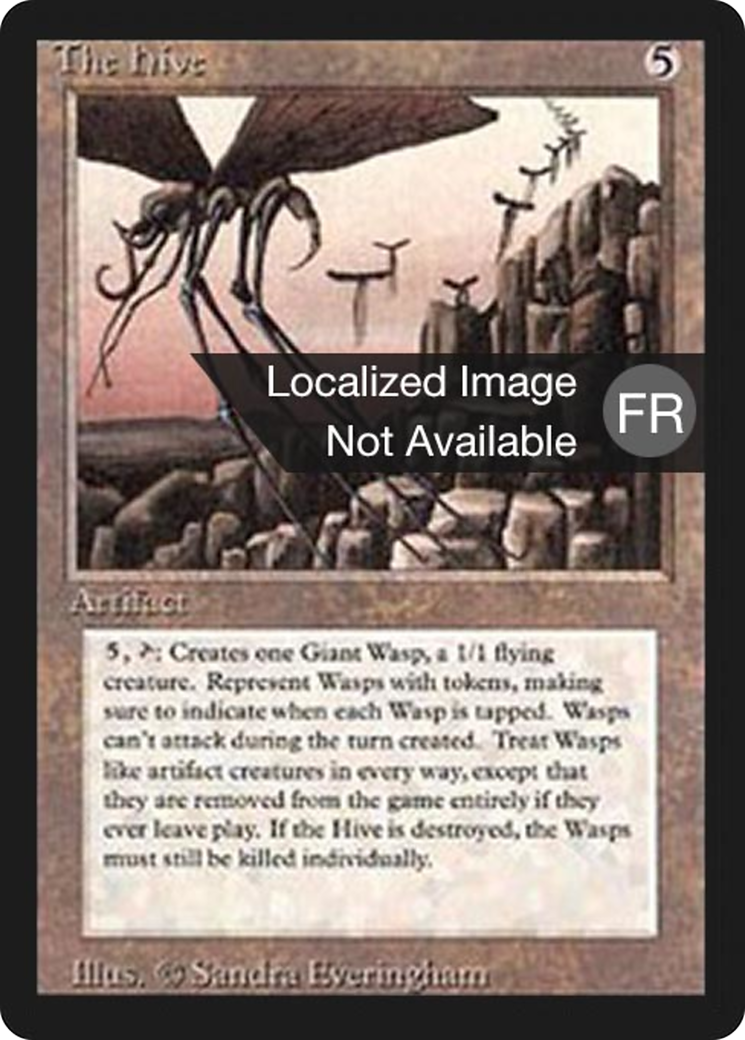 The Hive
5
Localized Image
Not Available
FR
Artifact
5, : Creates one Giant Wasp, a 1/1 flying
creature. Represent Wasps with tokens, making
sure to indicate when each Wasp is tapped. Wasps
can't attack during the turn created. Treat Wasps
like artifact creatures in every way, except that
they are removed from the game entirely if they
ever leave play. If the Hive is destroyed, the Wasps
must still be killed individually.
Illus. © Sandra Everingham